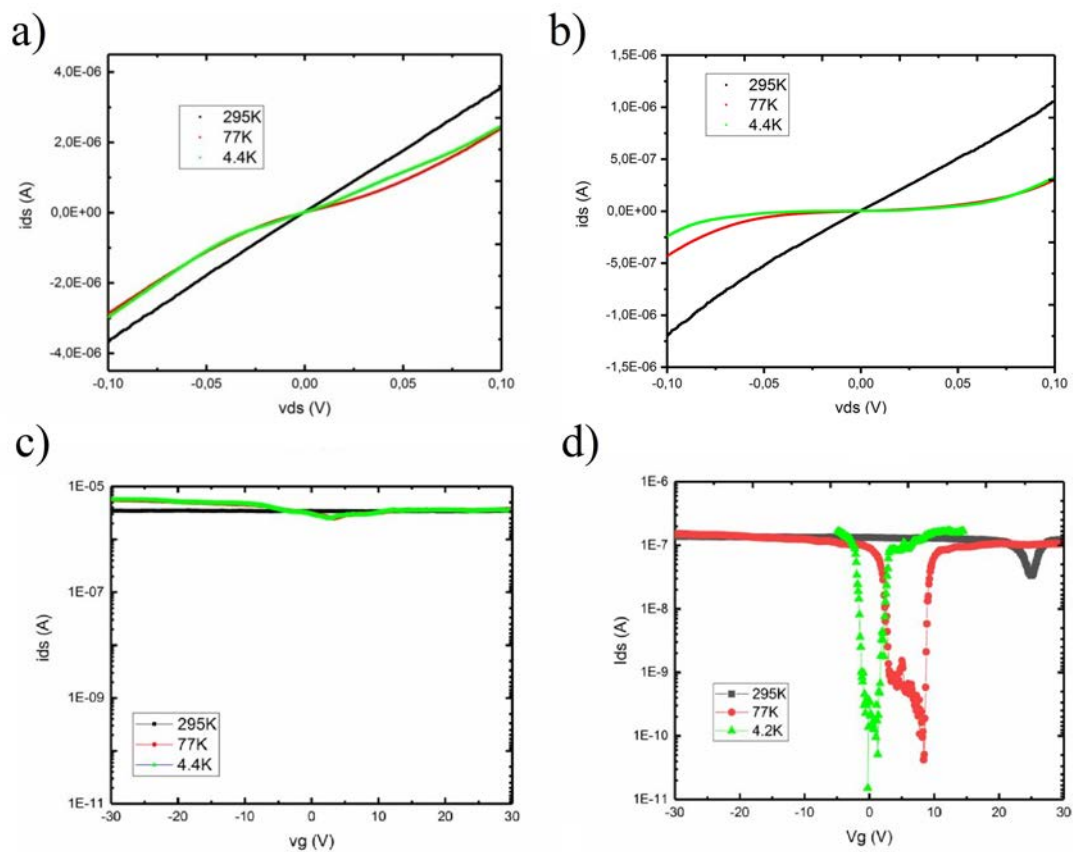 a)
4,0E-06
2,0E-06
0,0E+00
-2,0E-06
-4,0E-06
ids (A)
295K
77K
4.4K
-0,10
-0,05
0,00
0,05
0,10
vds (V)
b)
1,5E-06
1,0E-06
5,0E-07
0,0E+00
-5,0E-07
-1,0E-06
-1,5E-06
ids (A)
295K
77K
4.4K
-0,10
-0,05
0,00
0,05
0,10
vds (V)
c)
1E-05
1E-07
1E-09
1E-11
ids (A)
295K
77K
4.4K
-30
-20
-10
0
10
20
30
vg (V)
d)
1E-6
1E-7
1E-8
1E-9
1E-10
1E-11
Ids (A)
295K
77K
4.2K
-30
-20
-10
0
10
20
30
Vg (V)